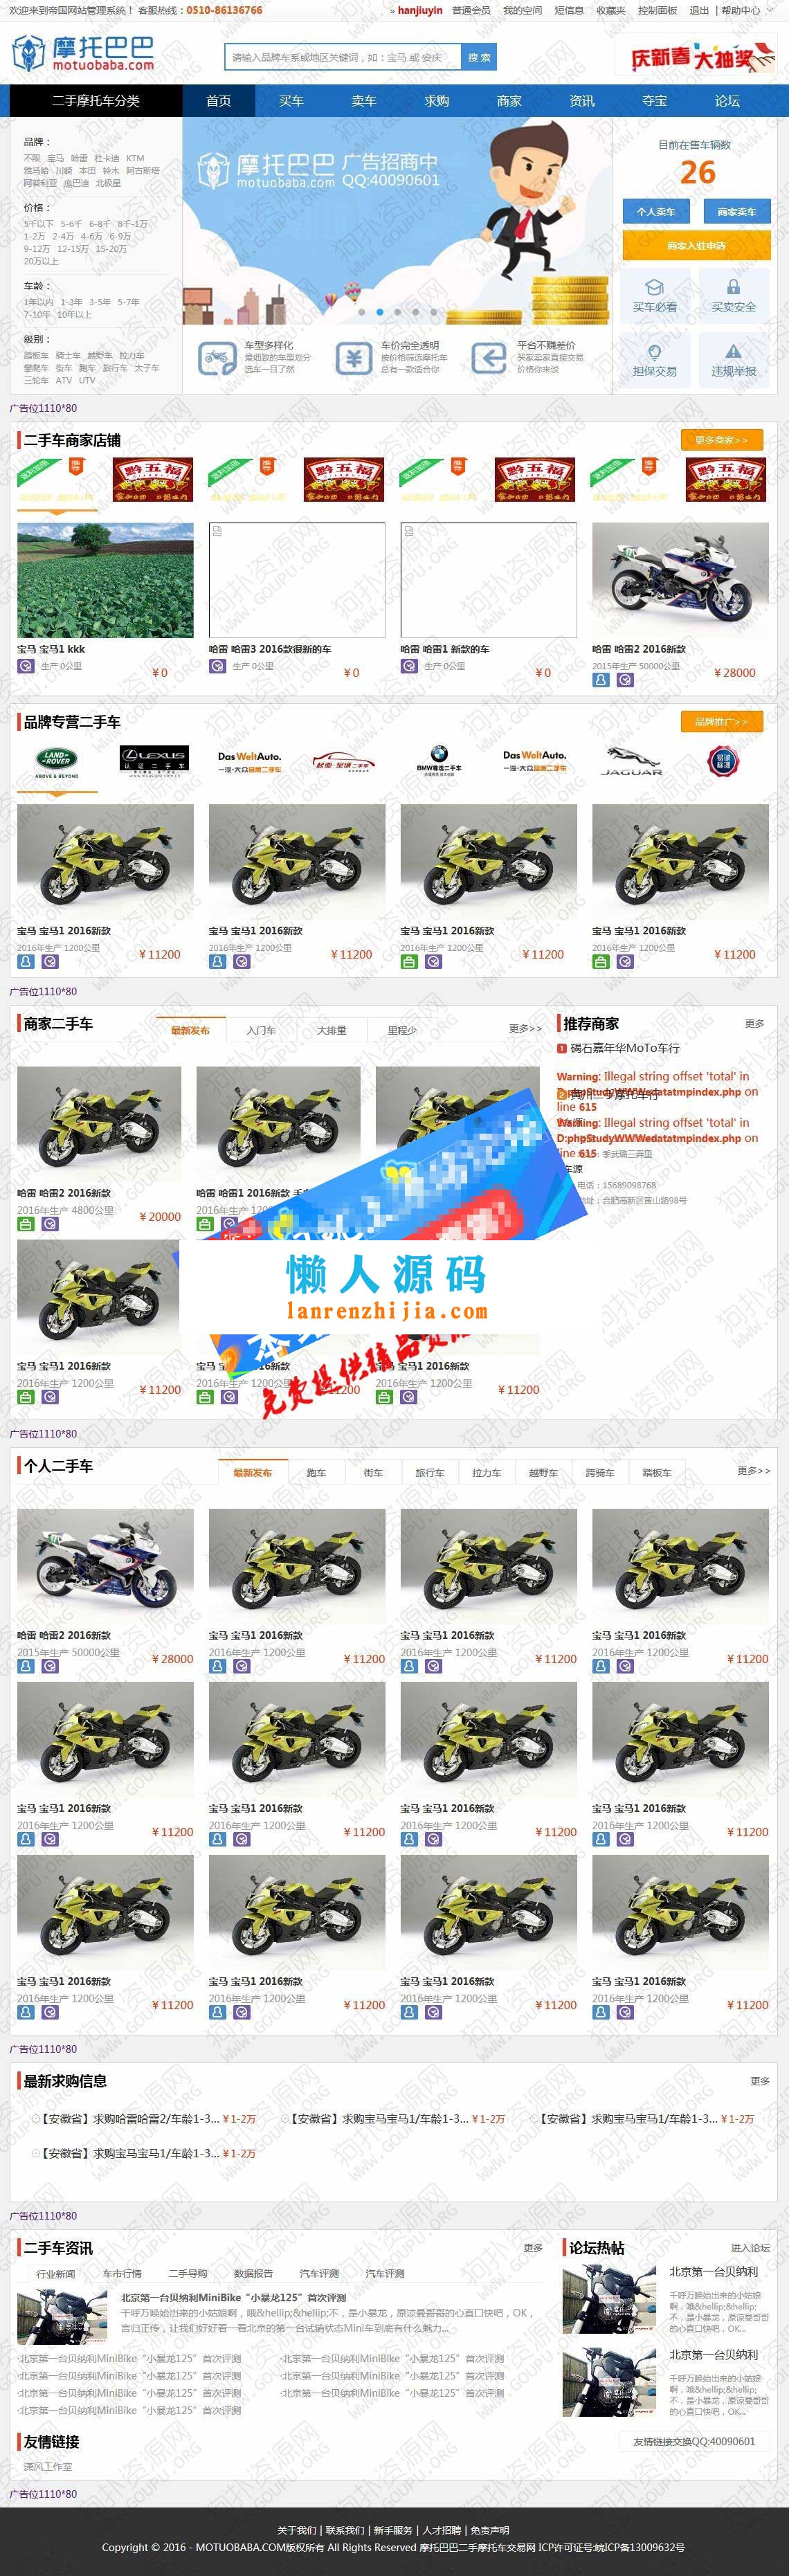 欢迎来到帝国网站管理系统！ 客服热线：0510-86136766
» hanjiuyin 普通会员 我的空间 短信息 收藏夹 控制面板 退出 | 帮助中心
摩托巴巴
motuobaba.com
请输入品牌车系或地区关键词，如：宝马 或 安庆
搜 索
庆新春 大抽奖
二手摩托车分类 首页 买车 卖车 求购 商家 资讯 夺宝 论坛
品牌：
不限 宝马 哈雷 杜卡迪 KTM
雅马哈 川崎 本田 铃木 阿古斯塔
阿普利亚 庞巴迪 北极星
价格：
5千以下 5-6千 6-8千 8千-1万
1-2万 2-4万 4-6万 6-9万
9-12万 12-15万 15-20万
20万以上
车龄：
1年以内 1-3年 3-5年 5-7年
7-10年 10年以上
级别：
踏板车 骑士车 越野车 拉力车
攀爬车 街车 跑车 旅行车 太子车
三轮车 ATV UTV
摩托巴巴
motuobaba.com
广告招商中
QQ:40090601
车型多样化
最细致的车型划分
选车一目了然
车价完全透明
按价格筛选摩托车
总有一款适合你
平台不赚差价
买家卖家直接交易
价格你来谈
目前在售车辆数
26
个人卖车 商家卖车
商家入驻申请
买车必看 买卖安全
担保交易 违规举报
广告位1110*80
二手车商家店铺
更多商家>>
黔五福 黔五福 黔五福 黔五福
宝马 宝马1 kkk
生产 0公里
￥0
哈雷 哈雷3 2016款很新的车
生产 0公里
￥0
哈雷 哈雷1 新款的车
生产 0公里
￥0
哈雷 哈雷2 2016新款
2015年生产 50000公里
￥28000
品牌专营二手车
品牌推广>>
LAND ROVER
ABOVE & BEYOND
LEXUS
认证二手车
Das WeltAuto.
一汽-大众品质二手车
BMW尊选二手车
Das WeltAuto.
一汽-大众品质二手车
JAGUAR
宝马 宝马1 2016新款
2016年生产 1200公里
￥11200
宝马 宝马1 2016新款
2016年生产 1200公里
￥11200
宝马 宝马1 2016新款
2016年生产 1200公里
￥11200
宝马 宝马1 2016新款
2016年生产 1200公里
￥11200
广告位1110*80
商家二手车
最新发布 入门车 大排量 里程少 更多>>
哈雷 哈雷2 2016新款
2016年生产 4800公里
￥20000
哈雷 哈雷1 2016新款
2016年生产
宝马 宝马1 2016新款
2016年生产 1200公里
￥11200
2016年生产 1200公里
宝马1 2016新款
2016年生产 1200公里
￥11200
懒人源码
lanrenzhijia.com
免费提供精品
推荐商家 更多
1 碣石嘉年华MoTo车行
Warning: Illegal string offset 'total' in
on
line 615
Warning: Illegal string offset 'total' in
D:phpStudyWWWedatatmpindex.php on
line 615
车源
电话：15689098768
地址：合肥高新区黄山路98号
广告位1110*80
个人二手车
最新发布 跑车 街车 旅行车 拉力车 越野车 跨骑车 踏板车 更多>>
哈雷 哈雷2 2016新款
2015年生产 50000公里
￥28000
宝马 宝马1 2016新款
2016年生产 1200公里
￥11200
宝马 宝马1 2016新款
2016年生产 1200公里
￥11200
宝马 宝马1 2016新款
2016年生产 1200公里
￥11200
宝马 宝马1 2016新款
2016年生产 1200公里
￥11200
宝马 宝马1 2016新款
2016年生产 1200公里
￥11200
宝马 宝马1 2016新款
2016年生产 1200公里
￥11200
宝马 宝马1 2016新款
2016年生产 1200公里
￥11200
宝马 宝马1 2016新款
2016年生产 1200公里
￥11200
宝马 宝马1 2016新款
2016年生产 1200公里
￥11200
宝马 宝马1 2016新款
2016年生产 1200公里
￥11200
宝马 宝马1 2016新款
2016年生产 1200公里
￥11200
广告位1110*80
最新求购信息 更多
【安徽省】求购哈雷哈雷2/车龄1-3... ￥1-2万
【安徽省】求购宝马宝马1/车龄1-3... ￥1-2万
【安徽省】求购宝马宝马1/车龄1-3... ￥1-2万
【安徽省】求购宝马宝马1/车龄1-3... ￥1-2万
广告位1110*80
二手车资讯 更多
行业新闻 车市行情 二手导购 数据报告 汽车评测 汽车评测
北京第一台贝纳利MiniBike“小暴龙125”首次评测
千呼万唤始出来的小姑娘啊，哦&hellip;&hellip;不，是小暴龙，原谅曼哥哥的心直口快吧，OK，
言归正传，让我们好好看一看北京的第一台试销状态Mini车到底有什么魅力...
·北京第一台贝纳利MiniBike“小暴龙125”首次评测
·北京第一台贝纳利MiniBike“小暴龙125”首次评测
·北京第一台贝纳利MiniBike“小暴龙125”首次评测
·北京第一台贝纳利MiniBike“小暴龙125”首次评测
·北京第一台贝纳利MiniBike“小暴龙125”首次评测
·北京第一台贝纳利MiniBike“小暴龙125”首次评测
·北京第一台贝纳利MiniBike“小暴龙125”首次评测
论坛热帖 进入论坛
北京第一台贝纳利
千呼万唤始出来的小姑娘
啊，哦&hellip;&hellip;
不，是小暴龙，原谅曼哥哥
的心直口快吧，OK...
北京第一台贝纳利
千呼万唤始出来的小姑娘
啊，哦&hellip;&hellip;
不，是小暴龙，原谅曼哥哥
的心直口快吧，OK...
友情链接
友情链接交换QQ:40090601
潇风工作室
广告位1110*80
关于我们 | 联系我们 | 新手服务 | 人才招聘 | 免责声明
Copyright © 2016 - MOTUOBABA.COM版权所有 All Rights Reserved 摩托巴巴二手摩托车交易网 ICP许可证号:皖ICP备13009632号